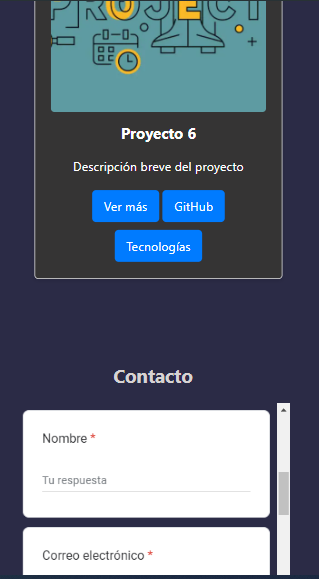 PROJECT
Proyecto 6
Descripción breve del proyecto
Ver más GitHub
Tecnologías
Contacto
Nombre *
Tu respuesta
Correo electrónico *